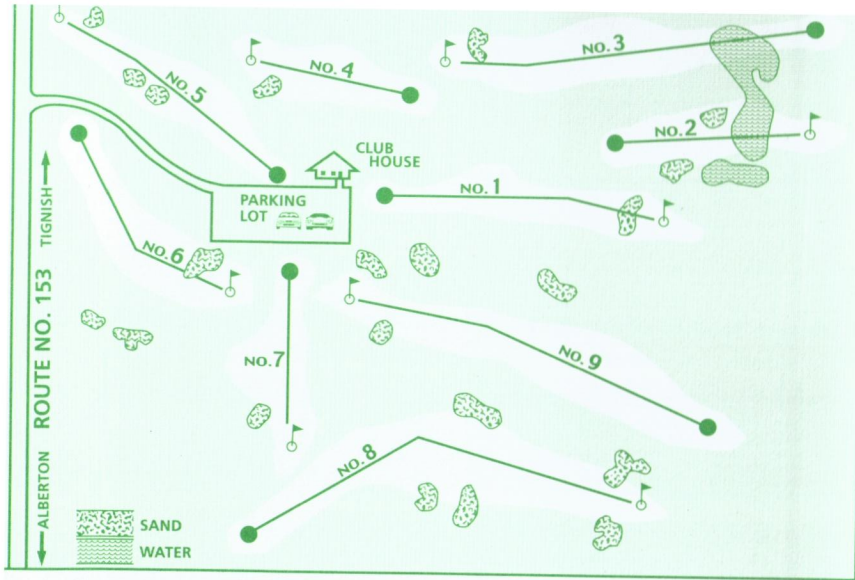 NO. 3
NO. 4
NO. 5
NO. 2
CLUB
HOUSE
NO. 1
PARKING
LOT
NO. 6
TIGNISH
ROUTE NO. 153
ALBERTON
NO. 7
NO. 9
NO. 8
SAND
WATER